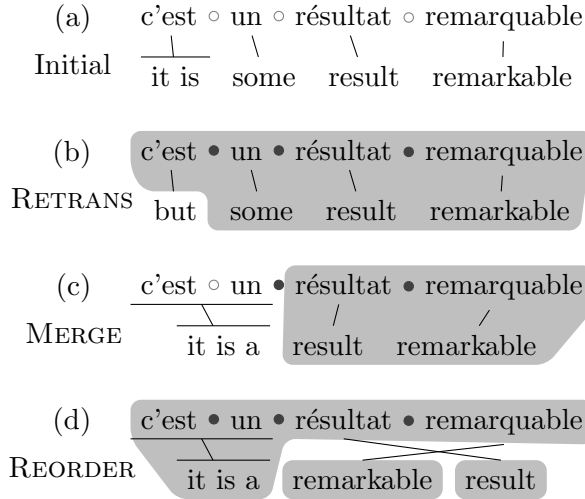 (a) c'est ◦ un ◦ résultat ◦ remarquable
Initial it is some result remarkable
(b) c'est • un • résultat • remarquable
RETRANS but some result remarkable
(c) c'est ◦ un • résultat • remarquable
MERGE it is a result remarkable
(d) c'est • un • résultat • remarquable
REORDER it is a remarkable result